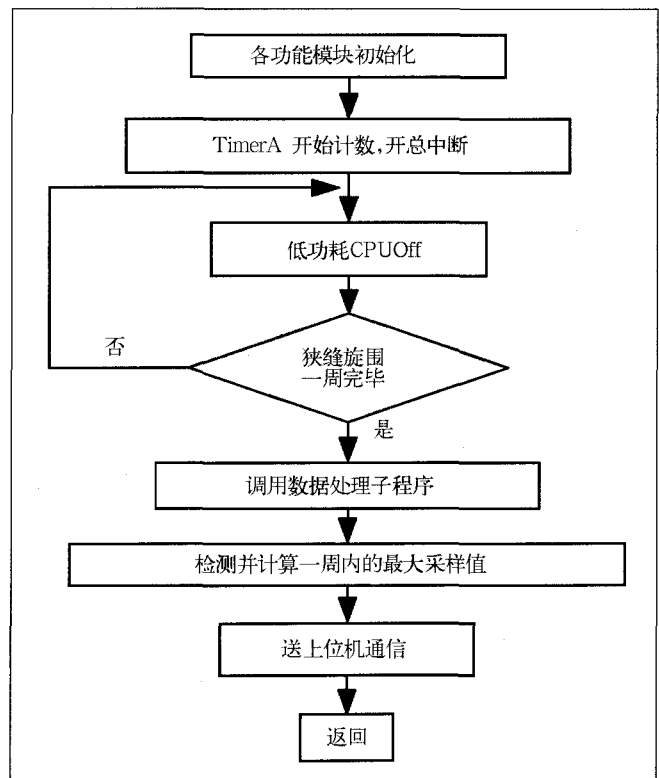 各功能模块初始化
TimerA 开始计数,开总中断
低功耗CPUOff
狭缝旋围
一周完毕
否
是
调用数据处理子程序
检测并计算一周内的最大采样值
送上位机通信
返回